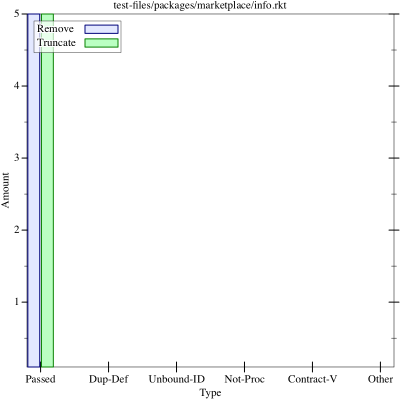 test-files/packages/marketplace/info.rkt
5
4
3
2
1
Amount
Remove
Truncate
Passed Dup-Def Unbound-ID Not-Proc Contract-V Other
Type